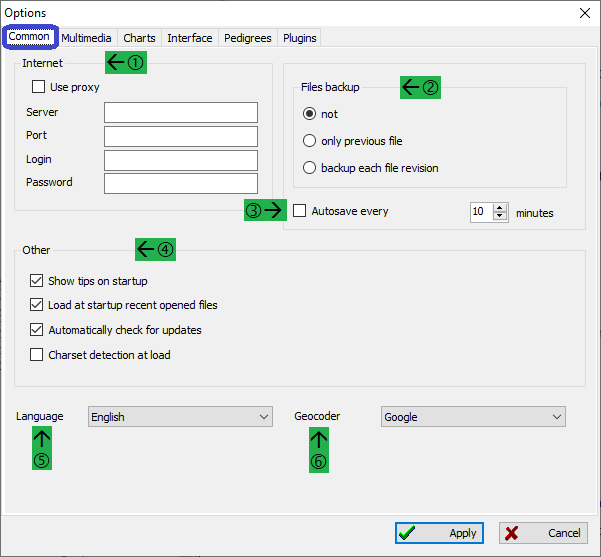 Options
Common Multimedia Charts Interface Pedigrees Plugins
Internet ←①
Use proxy
Server
Port
Login
Password
Files backup ←②
not
only previous file
backup each file revision
③→ Autosave every 10 minutes
Other ←④
Show tips on startup
Load at startup recent opened files
Automatically check for updates
Charset detection at load
Language English Geocoder Google
↑ ↑
⑤ ⑥
Apply Cancel